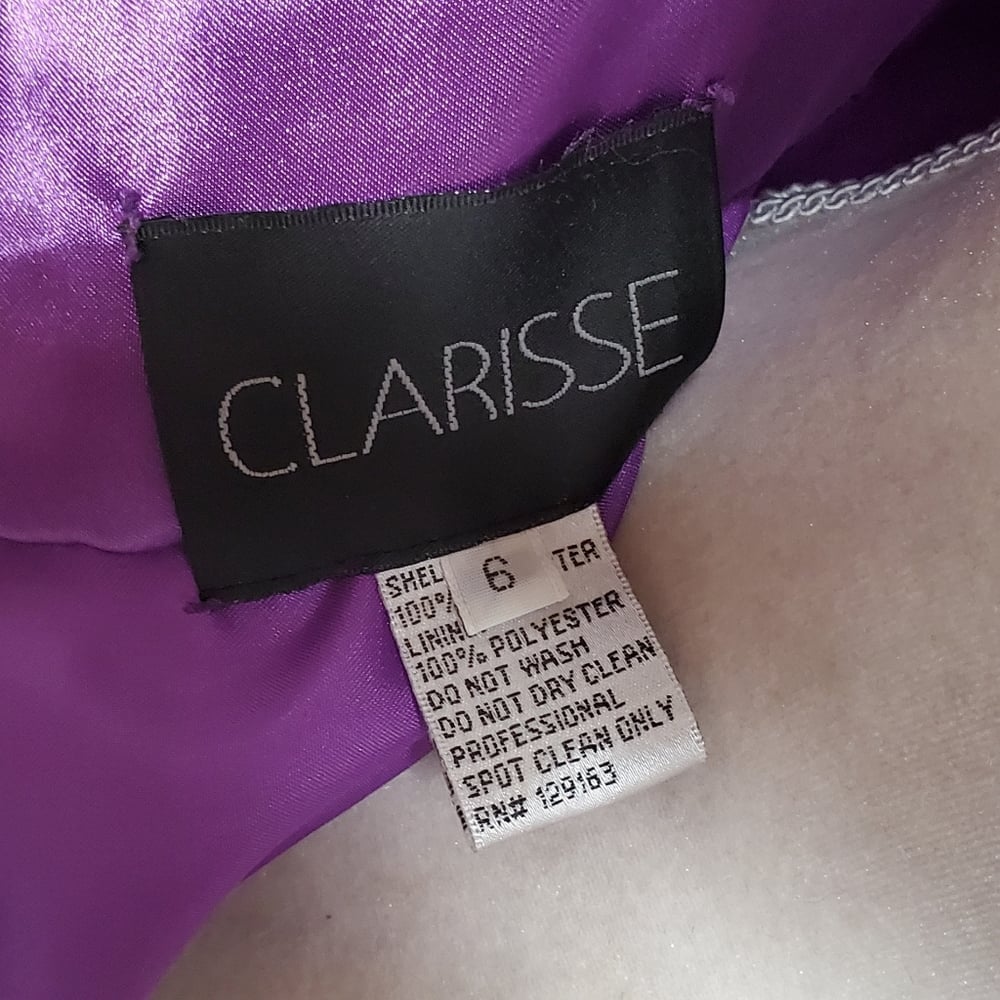 CLARISSE
6
SHEL TER
100%
LININ
100% POLYESTER
DO NOT WASH
DO NOT DRY CLEAN
PROFESSIONAL
SPOT CLEAN ONLY
RN# 129163